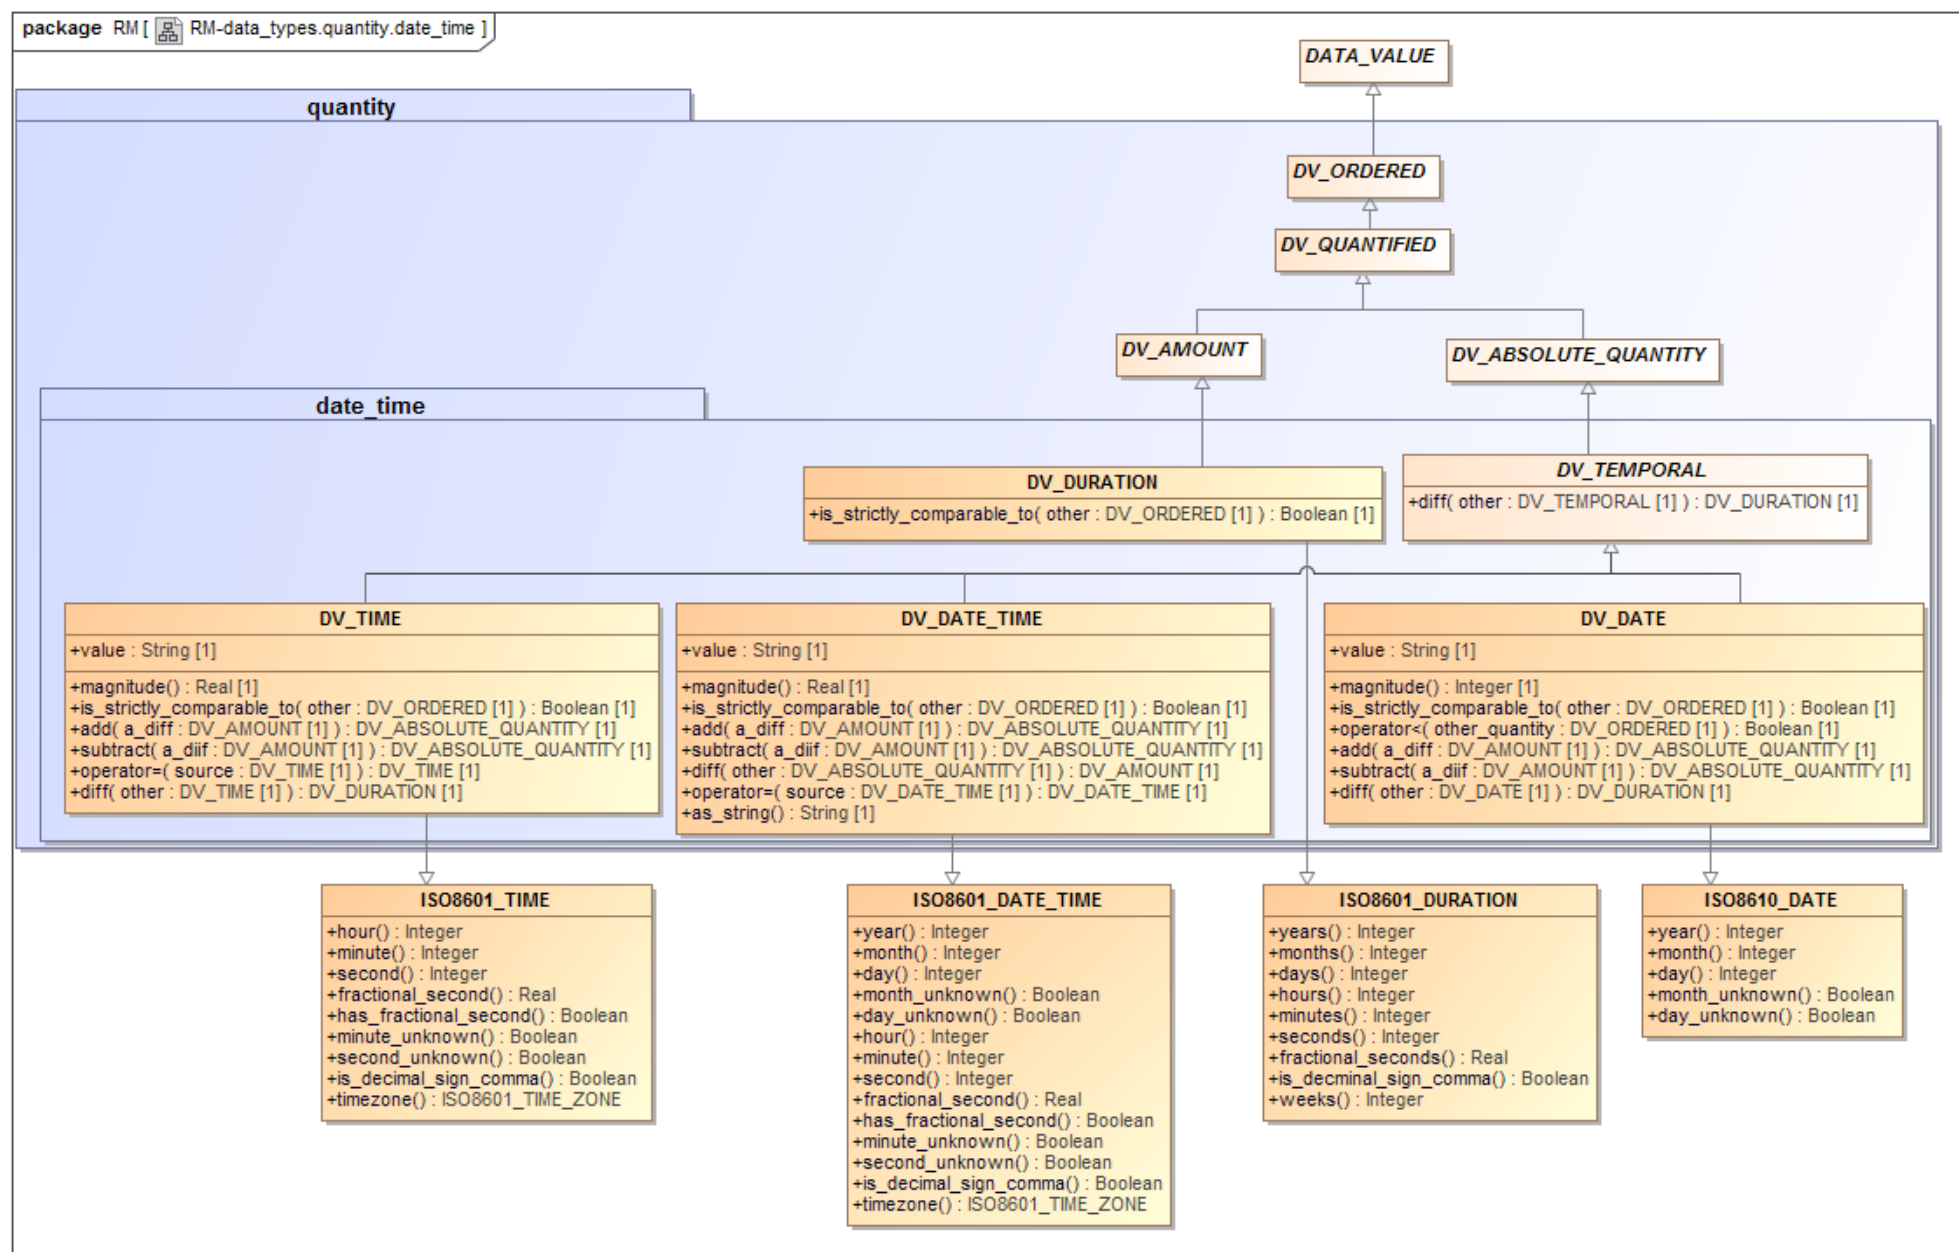 package RM [ RM-data_types.quantity.date_time ]
DATA_VALUE
quantity
DV_ORDERED
DV_QUANTIFIED
DV_AMOUNT
DV_ABSOLUTE_QUANTITY
date_time
DV_DURATION
+is_strictly_comparable_to( other : DV_ORDERED [1] ) : Boolean [1]
DV_TEMPORAL
+diff( other : DV_TEMPORAL [1] ) : DV_DURATION [1]
DV_TIME
+value : String [1]
+magnitude() : Real [1]
+is_strictly_comparable_to( other : DV_ORDERED [1] ) : Boolean [1]
+add( a_diff : DV_AMOUNT [1] ) : DV_ABSOLUTE_QUANTITY [1]
+subtract( a_diif : DV_AMOUNT [1] ) : DV_ABSOLUTE_QUANTITY [1]
+operator=( source : DV_TIME [1] ) : DV_TIME [1]
+diff( other : DV_TIME [1] ) : DV_DURATION [1]
DV_DATE_TIME
+value : String [1]
+magnitude() : Real [1]
+is_strictly_comparable_to( other : DV_ORDERED [1] ) : Boolean [1]
+add( a_diff : DV_AMOUNT [1] ) : DV_ABSOLUTE_QUANTITY [1]
+subtract( a_diif : DV_AMOUNT [1] ) : DV_ABSOLUTE_QUANTITY [1]
+diff( other : DV_ABSOLUTE_QUANTITY [1] ) : DV_AMOUNT [1]
+operator=( source : DV_DATE_TIME [1] ) : DV_DATE_TIME [1]
+as_string() : String [1]
DV_DATE
+value : String [1]
+magnitude() : Integer [1]
+is_strictly_comparable_to( other : DV_ORDERED [1] ) : Boolean [1]
+operator<( other_quantity : DV_ORDERED [1] ) : Boolean [1]
+add( a_diff : DV_AMOUNT [1] ) : DV_ABSOLUTE_QUANTITY [1]
+subtract( a_diif : DV_AMOUNT [1] ) : DV_ABSOLUTE_QUANTITY [1]
+diff( other : DV_DATE [1] ) : DV_DURATION [1]
ISO8601_TIME
+hour() : Integer
+minute() : Integer
+second() : Integer
+fractional_second() : Real
+has_fractional_second() : Boolean
+minute_unknown() : Boolean
+second_unknown() : Boolean
+is_decimal_sign_comma() : Boolean
+timezone() : ISO8601_TIME_ZONE
ISO8601_DATE_TIME
+year() : Integer
+month() : Integer
+day() : Integer
+month_unknown() : Boolean
+day_unknown() : Boolean
+hour() : Integer
+minute() : Integer
+second() : Integer
+fractional_second() : Real
+has_fractional_second() : Boolean
+minute_unknown() : Boolean
+second_unknown() : Boolean
+is_decimal_sign_comma() : Boolean
+timezone() : ISO8601_TIME_ZONE
ISO8601_DURATION
+years() : Integer
+months() : Integer
+days() : Integer
+hours() : Integer
+minutes() : Integer
+seconds() : Integer
+fractional_seconds() : Real
+is_decminal_sign_comma() : Boolean
+weeks() : Integer
ISO8610_DATE
+year() : Integer
+month() : Integer
+day() : Integer
+month_unknown() : Boolean
+day_unknown() : Boolean